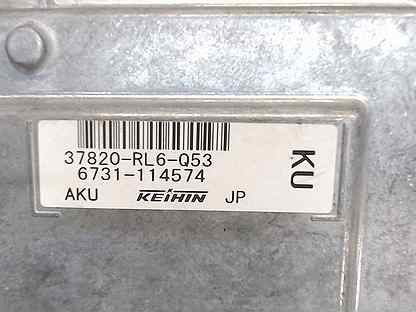 37820-RL6-Q53
6731-114574
AKU KEIHIN JP
KU